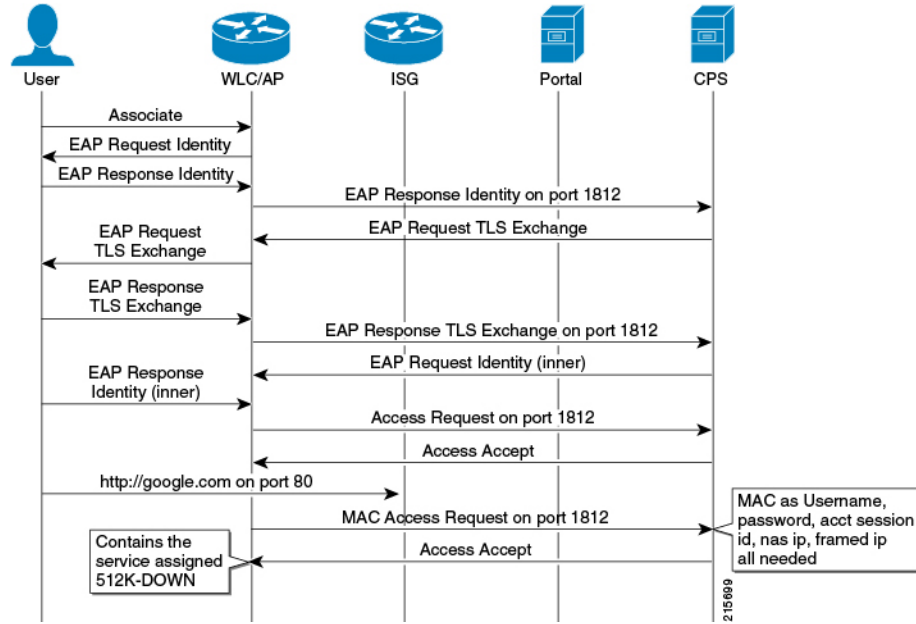 User
WLC/AP
ISG
Portal
CPS
Associate
EAP Request Identity
EAP Response Identity
EAP Response Identity on port 1812
EAP Request TLS Exchange
EAP Request
TLS Exchange
EAP Response
TLS Exchange
EAP Response TLS Exchange on port 1812
EAP Request Identity (inner)
EAP Response
Identity (inner)
Access Request on port 1812
Access Accept
http://google.com on port 80
MAC Access Request on port 1812
MAC as Username,
password, acct session
id, nas ip, framed ip
all needed
Access Accept
Contains the
service assigned
512K-DOWN
215699